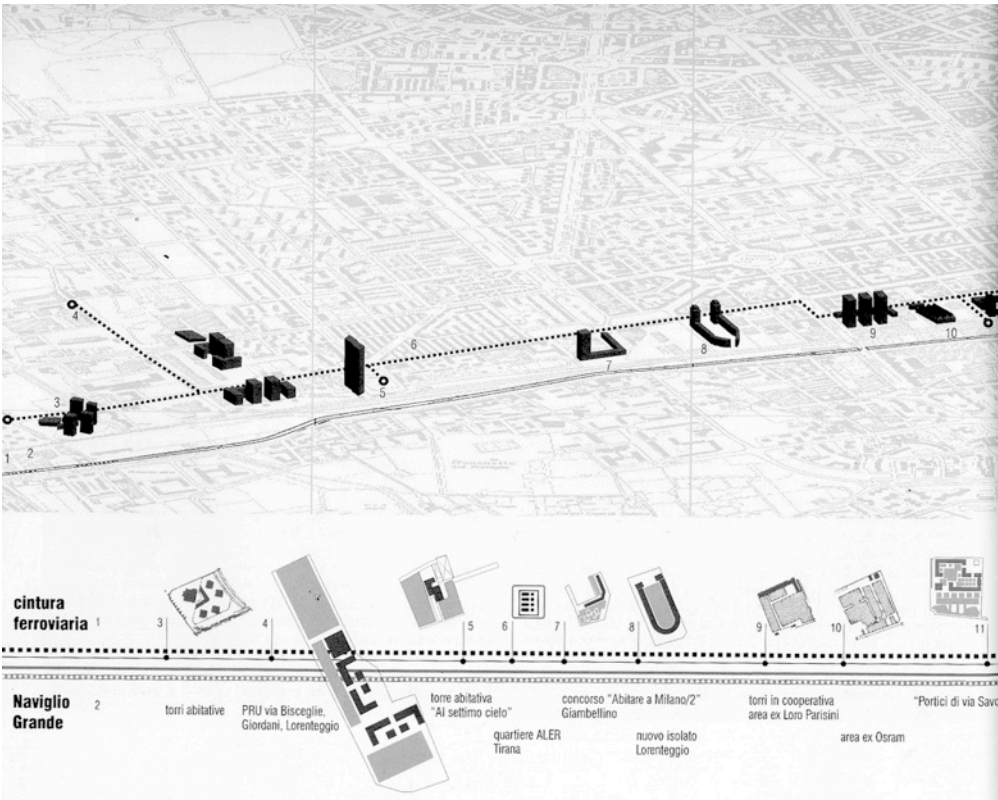 4
3
1
2
5
6
7
8
9
10
cintura
ferroviaria 1
3
4
5
6
7
8
9
10
11
Naviglio
Grande 2
torri abitative
PRU via Bisceglie,
Giordani, Lorenteggio
torre abitativa
"Al settimo cielo"
quartiere ALER
Tirana
concorso "Abitare a Milano/2"
Giambellino
nuovo isolato
Lorenteggio
torri in cooperativa
area ex Loro Parisini
area ex Osram
"Portici di via Savo